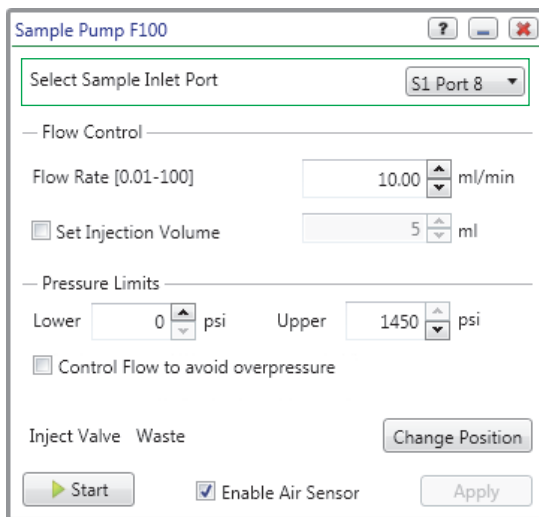 Sample Pump F100 ?
Select Sample Inlet Port S1 Port 8
Flow Control
Flow Rate [0.01-100] 10.00 ml/min
Set Injection Volume 5 ml
Pressure Limits
Lower 0 psi Upper 1450 psi
Control Flow to avoid overpressure
Inject Valve Waste Change Position
Start Enable Air Sensor Apply